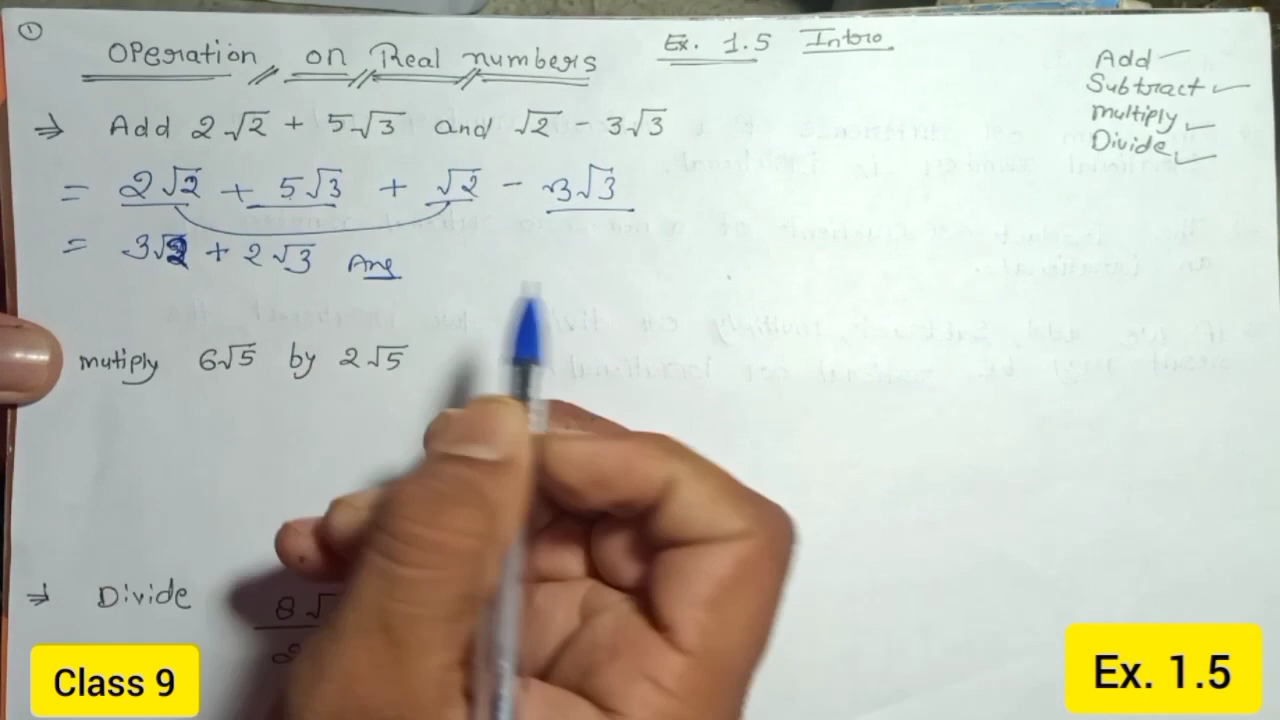 ①
Operation on Real numbers Ex. 1.5 Intro
Add
Subtract
Multiply
Divide
⇒ Add 2√2 + 5√3 and √2 - 3√3
= 2√2 + 5√3 + √2 - 3√3
= 3√2 + 2√3 Ans
mutiply 6√5 by 2√5
⇒ Divide 8√
Class 9
Ex. 1.5